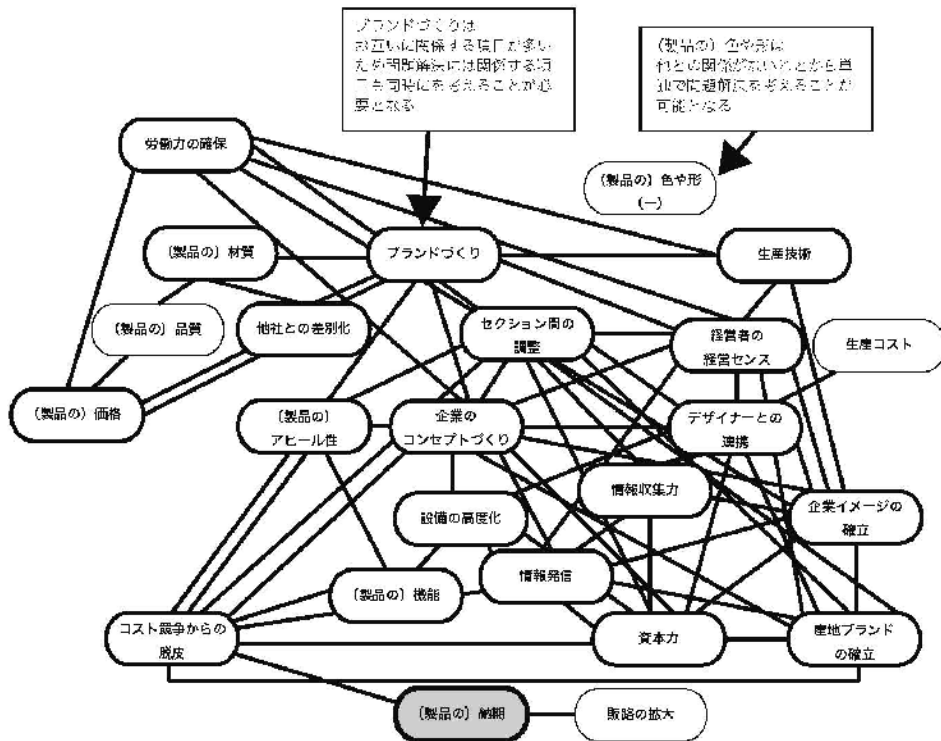 ブランドづくりは
お互いに関係する項目が多い
ため問題解決には関係する項
目も同時にを考えることが必
要となる
（製品の）色や形は
他との関係がないことから単
独で問題解決を考えることが
可能となる
労働力の確保
（製品の）色や形
（一）
（製品の）材質
ブランドづくり
生産技術
（製品の）品質
他社との差別化
セクション間の
調整
経営者の
経営センス
生産コスト
（製品の）価格
（製品の）
アピール性
企業の
コンセプトづくり
デザイナーとの
連携
情報収集力
設備の高度化
企業イメージの
確立
（製品の）機能
情報発信
コスト競争からの
脱皮
資本力
産地ブランド
の確立
（製品の）納期
販路の拡大